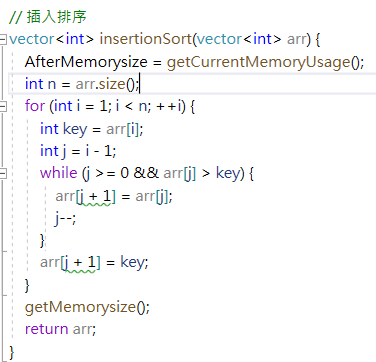 // 插入排序
vector<int> insertionSort(vector<int> arr) {
AfterMemorysize = getCurrentMemoryUsage();
int n = arr.size();
for (int i = 1; i < n; ++i) {
int key = arr[i];
int j = i - 1;
while (j >= 0 && arr[j] > key) {
arr[j + 1] = arr[j];
j--;
}
arr[j + 1] = key;
}
getMemorysize();
return arr;
}